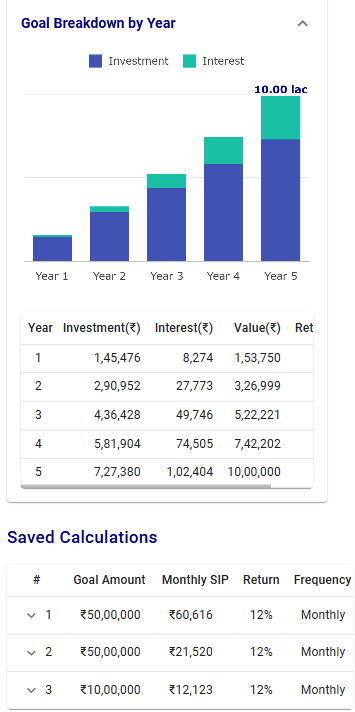 Goal Breakdown by Year
Investment Interest
10.00 lac
Year 1 Year 2 Year 3 Year 4 Year 5
Year Investment(₹) Interest(₹) Value(₹) Ret
1 1,45,476 8,274 1,53,750
2 2,90,952 27,773 3,26,999
3 4,36,428 49,746 5,22,221
4 5,81,904 74,505 7,42,202
5 7,27,380 1,02,404 10,00,000
Saved Calculations
# Goal Amount Monthly SIP Return Frequency
1 ₹50,00,000 ₹60,616 12% Monthly
2 ₹50,00,000 ₹21,520 12% Monthly
3 ₹10,00,000 ₹12,123 12% Monthly